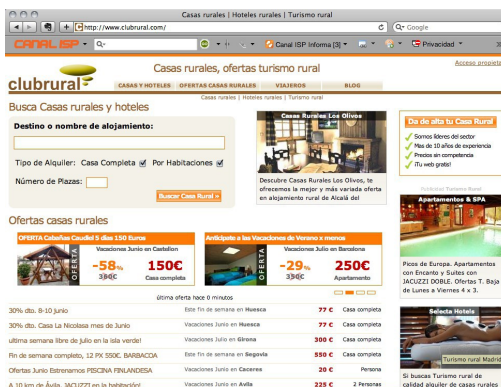 Casas rurales | Hoteles rurales | Turismo rural
http://www.clubrural.com/
Google
CANAL ISP
Canal ISP Informa [3]
Privacidad
Acceso propieta
clubrural
Casas rurales, ofertas turismo rural
CASAS Y HOTELES OFERTAS CASAS RURALES VIAJEROS BLOG
Casas rurales | Hoteles rurales | Turismo rural
Busca Casas rurales y hoteles
Destino o nombre de alojamiento:
Tipo de Alquiler: Casa Completa Por Habitaciones
Número de Plazas:
Buscar Casa Rural »
Casas Rurales Los Olivos
Descubre Casas Rurales Los Olivos, te
ofrecemos la mejor y más variada oferta
en alojamiento rural de Alcalá del
Da de alta tu Casa Rural
Somos líderes del sector
Mas de 10 años de experiencia
Precios sin competencia
¡Tu web gratis!
Publicidad Turismo Rural
Apartamentos & SPA
Picos de Europa. Apartamentos
con Encanto y Suites con
JACUZZI DOBLE. Ofertas T. Baja
de Lunes a Viernes 4 x 3.
Selecta Hotels
Turismo rural Madrid
Si buscas Turismo rural de
calidad alquiler de casas rurales
Ofertas casas rurales
OFERTA Cabañas Caudiel 5 dias 150 Euros
OFERTA
Vacaciones Junio en Castellon
-58% 150€
360€ Casa completa
Anticipate a las Vacaciones de Verano x menos
OFERTA
Vacaciones Julio en Barcelona
-29% 250€
350€ Apartamento
última oferta hace 0 minutos
30% dto. 8-10 junio Este fin de semana en Huesca 77 € Casa completa
30% dto. Casa La Nicolasa mes de Junio Vacaciones Junio en Huesca 77 € Casa completa
ultima semana libre de julio en la isla verde! Vacaciones Julio en Girona 300 € Casa completa
Fin de semana completo, 12 PX 550€. BARBACOA Este fin de semana en Segovia 550 € Casa completa
Ofertas Junio Estrenamos PISCINA FINLANDESA Vacaciones Junio en Caceres 20 € Persona
A 10 km de Ávila. JACUZZI en la habitación! Vacaciones Junio en Avila 225 € 2 Personas